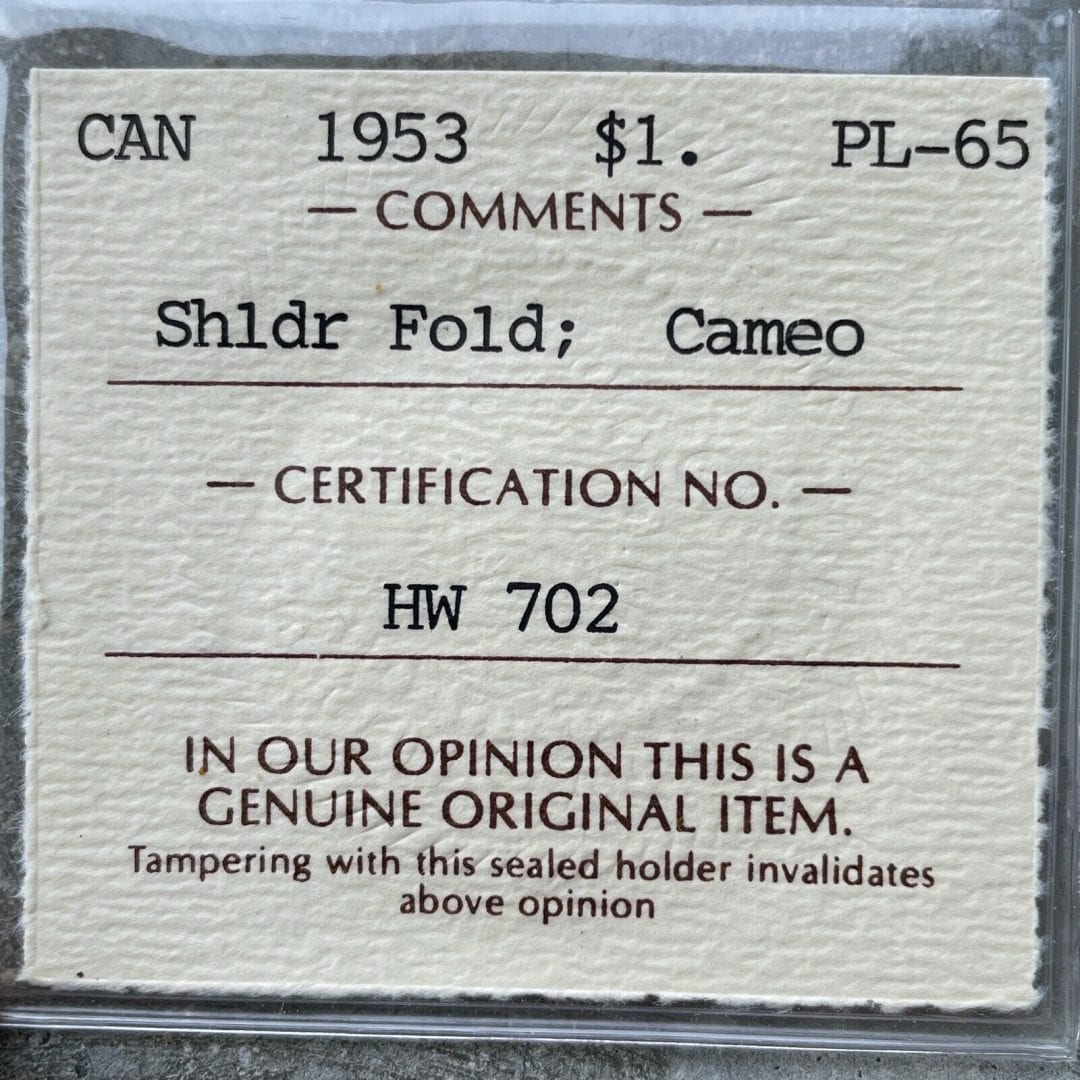 CAN 1953 $1. PL-65
— COMMENTS —
Shldr Fold; Cameo
— CERTIFICATION NO. —
HW 702
IN OUR OPINION THIS IS A
GENUINE ORIGINAL ITEM.
Tampering with this sealed holder invalidates
above opinion